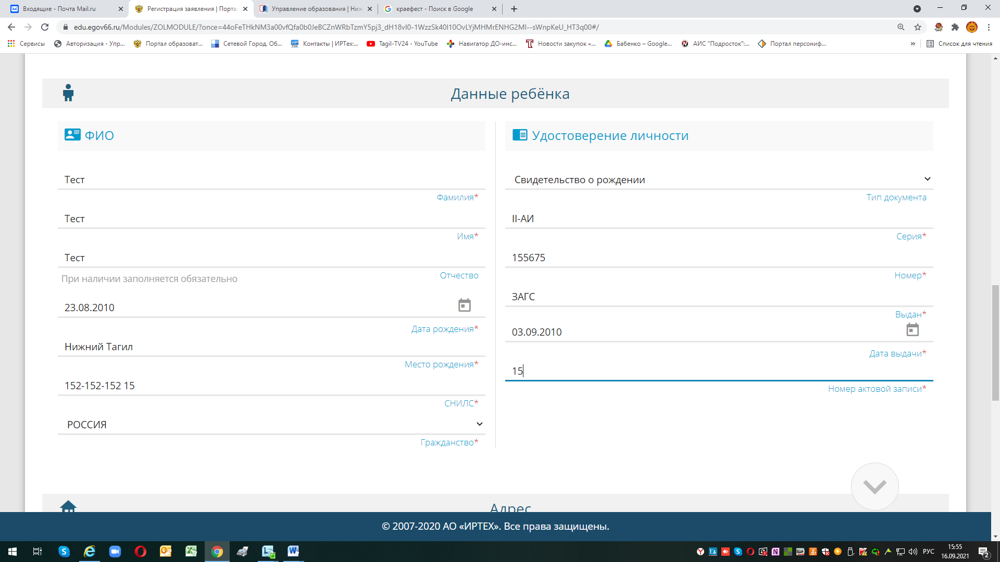 Входящие - Почта Mail.ru
Регистрация заявления | Порта
Управление образования | Ниж
краефест - Поиск в Google
edu.egov66.ru/Modules/ZOLMODULE/?once=44oFeTHkNM3a00vfQfa0b0JeBCZnWRbTzmY5pj3_dH18vI0-1WzzSk40I10OvLYjMHMrENHG2MI--sWnpKeU_HT3q00#/
Сервисы
Авторизация - Упр...
Портал образоват...
Сетевой Город. Об...
Контакты | ИРТех:...
Tagil-TV24 - YouTube
Навигатор ДО-инс...
Новости закупок «...
Бабенко – Google...
АИС "Подросток":...
Портал персониф...
»
Список для чтения
Данные ребёнка
ФИО
Тест
Фамилия*
Тест
Имя*
Тест
При наличии заполняется обязательно
Отчество
23.08.2010
Дата рождения*
Нижний Тагил
Место рождения*
152-152-152 15
СНИЛС*
РОССИЯ
Гражданство*
Удостоверение личности
Свидетельство о рождении
Тип документа
II-АИ
Серия*
155675
Номер*
ЗАГС
Выдан*
03.09.2010
Дата выдачи*
15
Номер актовой записи*
Адрес
© 2007-2020 АО «ИРТЕХ». Все права защищены.
РУС
15:55
16.09.2021
2